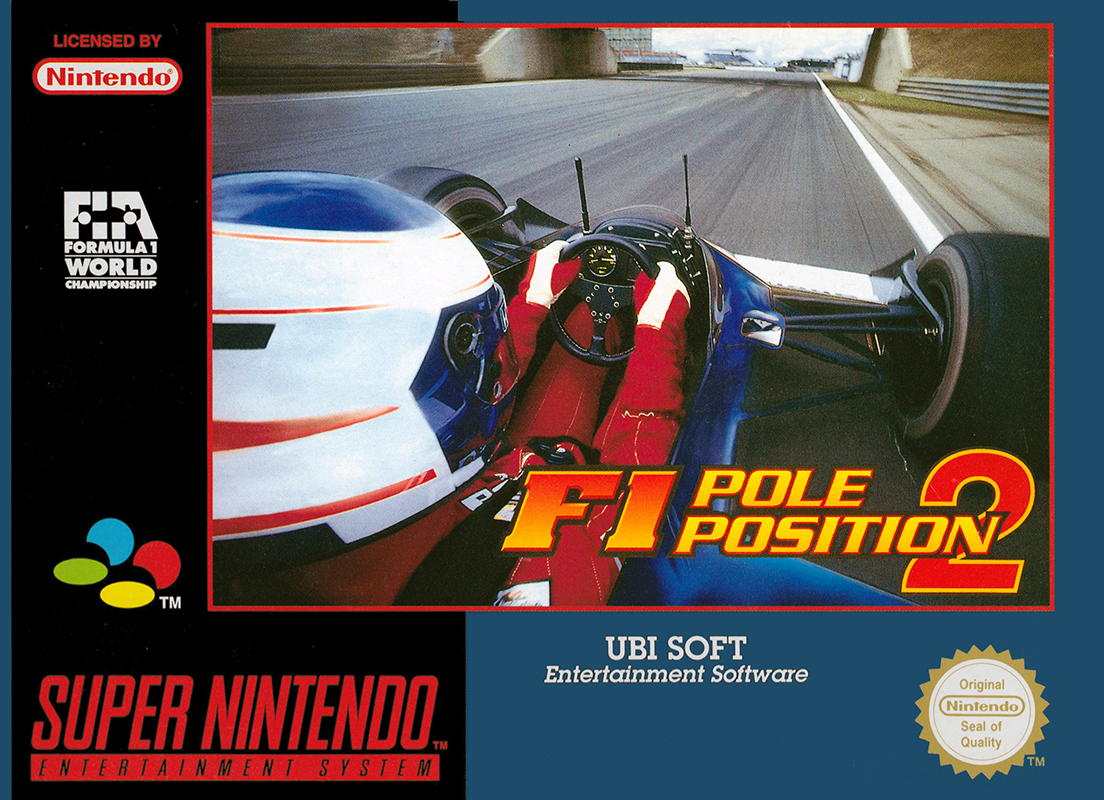 LICENSED BY
Nintendo®
FIA
FORMULA 1
WORLD
CHAMPIONSHIP
F1 POLE
POSITION 2
TM
UBI SOFT
Entertainment Software
SUPER NINTENDO TM
ENTERTAINMENT SYSTEM
Original
Nintendo
Seal of
Quality
TM